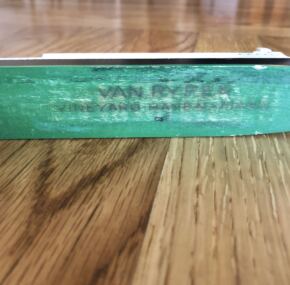 VAN RYPER
VINEYARD HAVEN, MASS.